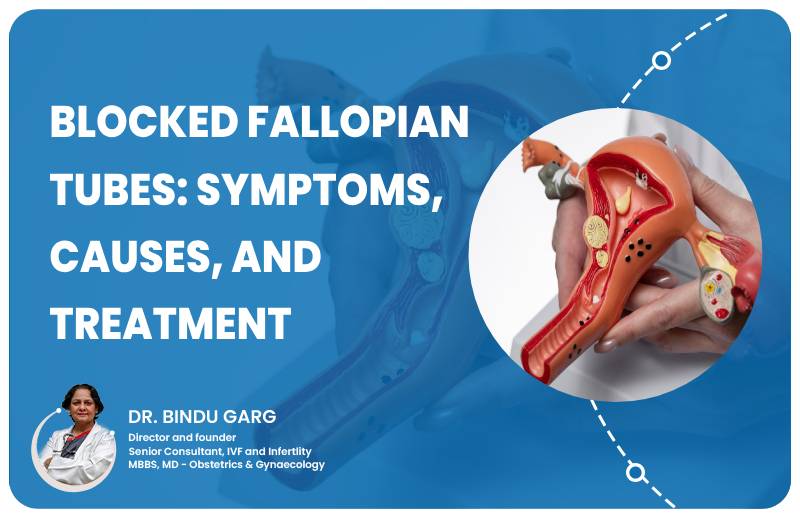 BLOCKED FALLOPIAN
TUBES: SYMPTOMS,
CAUSES, AND
TREATMENT
DR. BINDU GARG
Director and founder
Senior Consultant, IVF and Infertlity
MBBS, MD - Obstetrics & Gynaecology